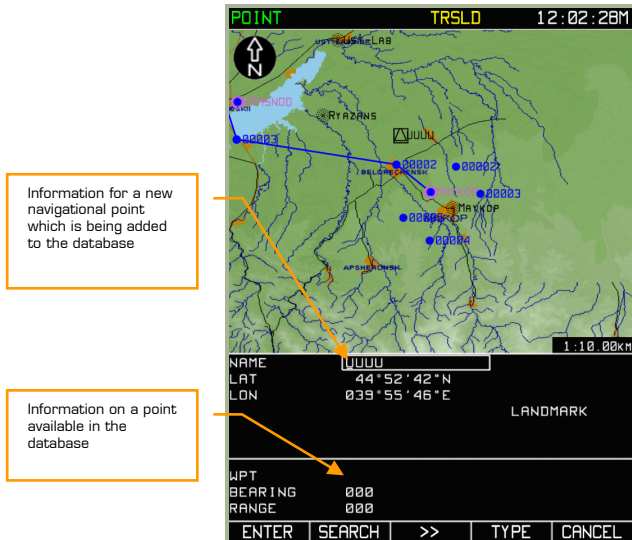 POINT TRSLD 12:02:28M
N
RYAZANS
UUUU
00003
00002
00002
BELORECHENSK
00003
MAYKOP
00004
APSHERONSK
1:10.00KM
Information for a new
navigational point
which is being added
to the database
NAME UUUU
LAT 44°52'42"N
LON 039°55'46"E
LANDMARK
Information on a point
available in the
database
WPT
BEARING 000
RANGE 000
ENTER SEARCH >> TYPE CANCEL